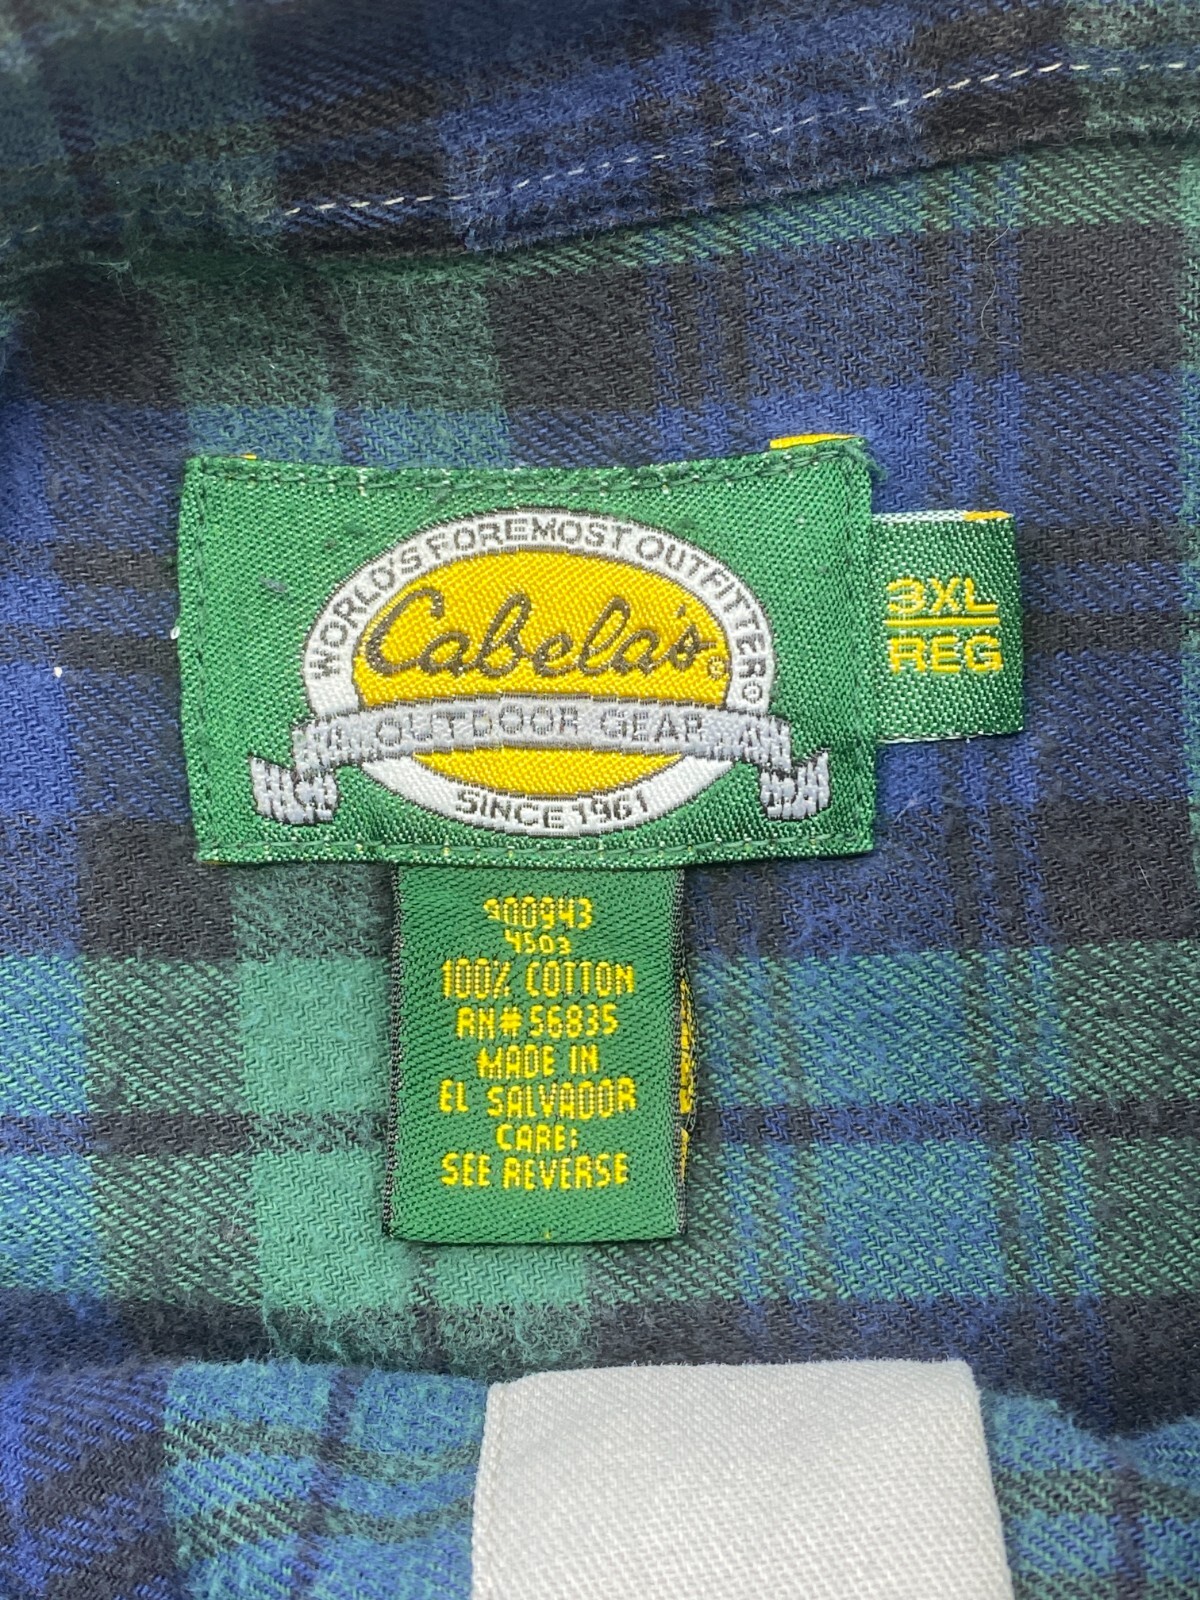 WORLD'S FOREMOST OUTFITTER®
Cabela's®
OUTDOOR GEAR
SINCE 1961
3XL
REG
900943
4503
100% COTTON
RN# 56835
MADE IN
EL SALVADOR
CARE:
SEE REVERSE